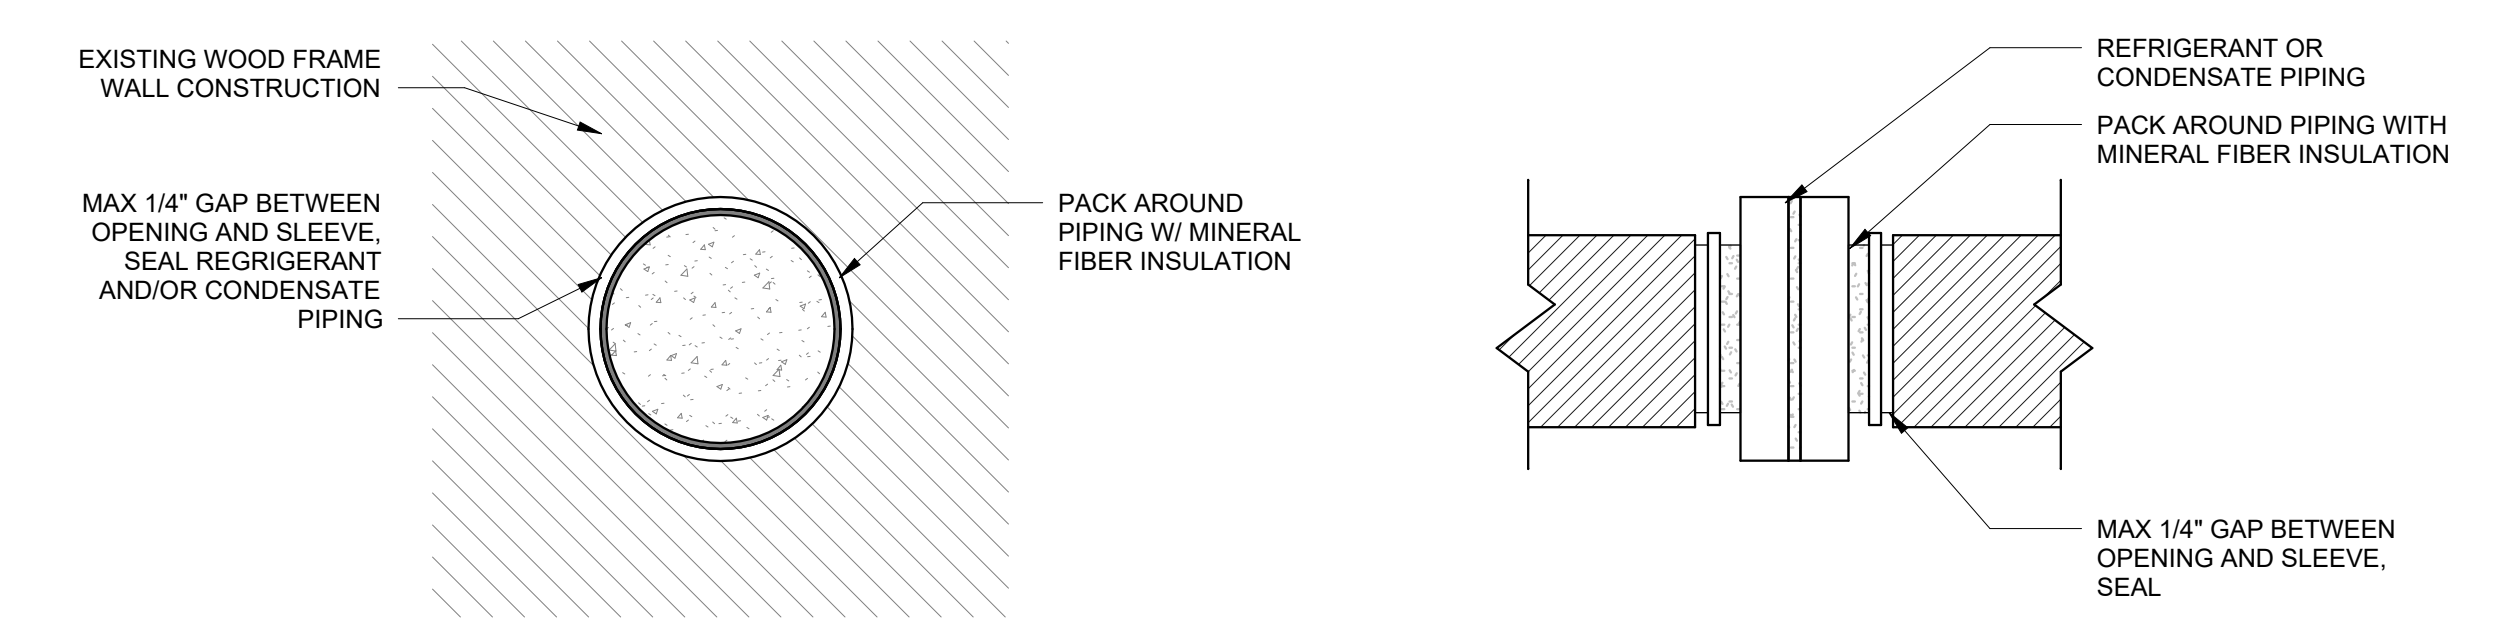 EXISTING WOOD FRAME
WALL CONSTRUCTION
MAX 1/4" GAP BETWEEN
OPENING AND SLEEVE,
SEAL REGRIGERANT
AND/OR CONDENSATE
PIPING
PACK AROUND
PIPING W/ MINERAL
FIBER INSULATION
REFRIGERANT OR
CONDENSATE PIPING
PACK AROUND PIPING WITH
MINERAL FIBER INSULATION
MAX 1/4" GAP BETWEEN
OPENING AND SLEEVE,
SEAL